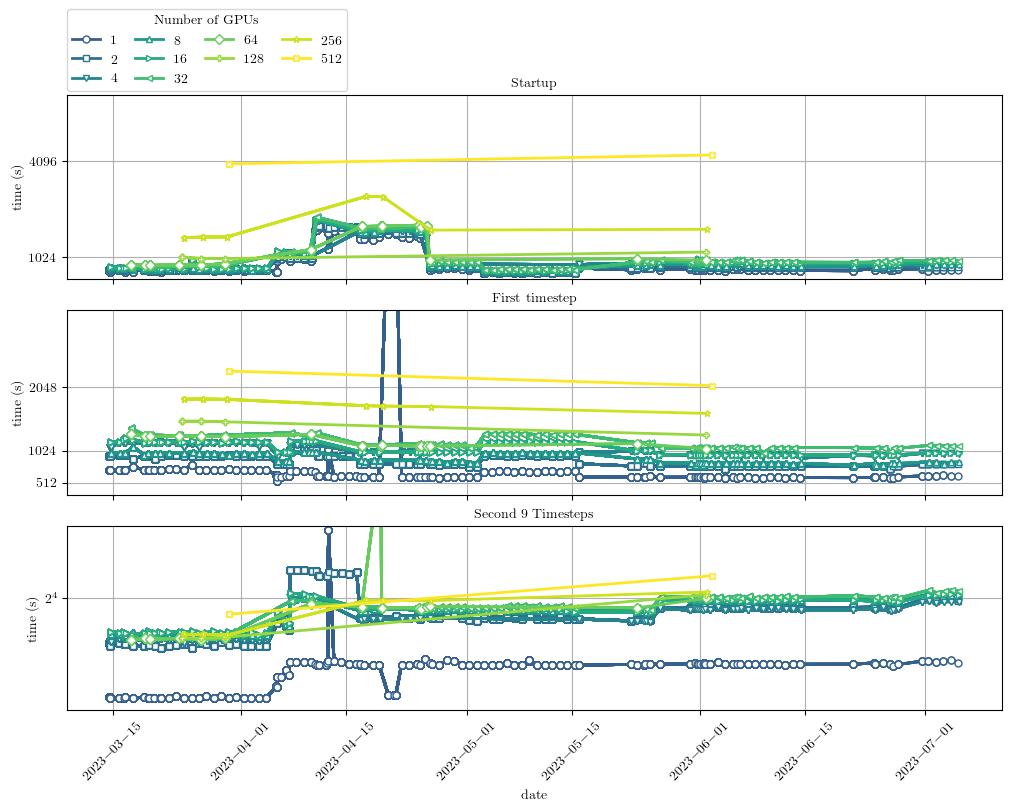 Number of GPUs
1 8 64 256
2 16 128 512
4 32
Startup
4096
time (s)
1024
First timestep
2048
time (s)
1024
512
Second 9 Timesteps
2⁴
time (s)
2023−03−15 2023−04−01 2023−04−15 2023−05−01 2023−05−15 2023−06−01 2023−06−15 2023−07−01
date